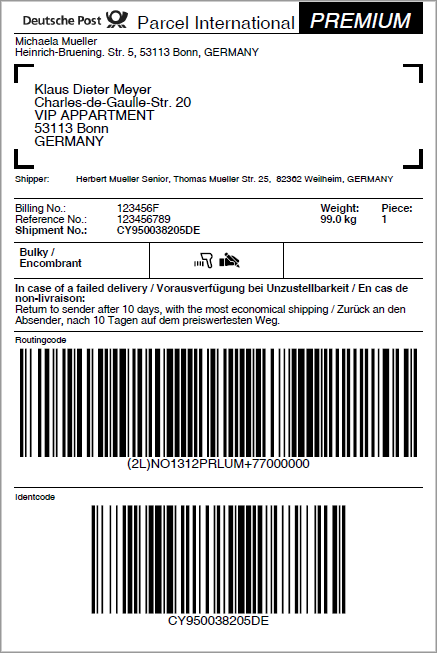 Deutsche Post Parcel International PREMIUM
Michaela Mueller
Heinrich-Bruening. Str. 5, 53113 Bonn, GERMANY
Klaus Dieter Meyer
Charles-de-Gaulle-Str. 20
VIP APPARTMENT
53113 Bonn
GERMANY
Shipper: Herbert Mueller Senior, Thomas Mueller Str. 25, 82362 Weilheim, GERMANY
Billing No.: 123456F Weight: Piece:
Reference No.: 123456789 99.0 kg 1
Shipment No.: CY950038205DE
Bulky /
Encombrant
In case of a failed delivery / Vorausverfügung bei Unzustellbarkeit / En cas de
non-livraison:
Return to sender after 10 days, with the most economical shipping / Zurück an den
Absender, nach 10 Tagen auf dem preiswertesten Weg.
Routingcode
(2L)NO1312PRLUM+77000000
Identcode
CY950038205DE